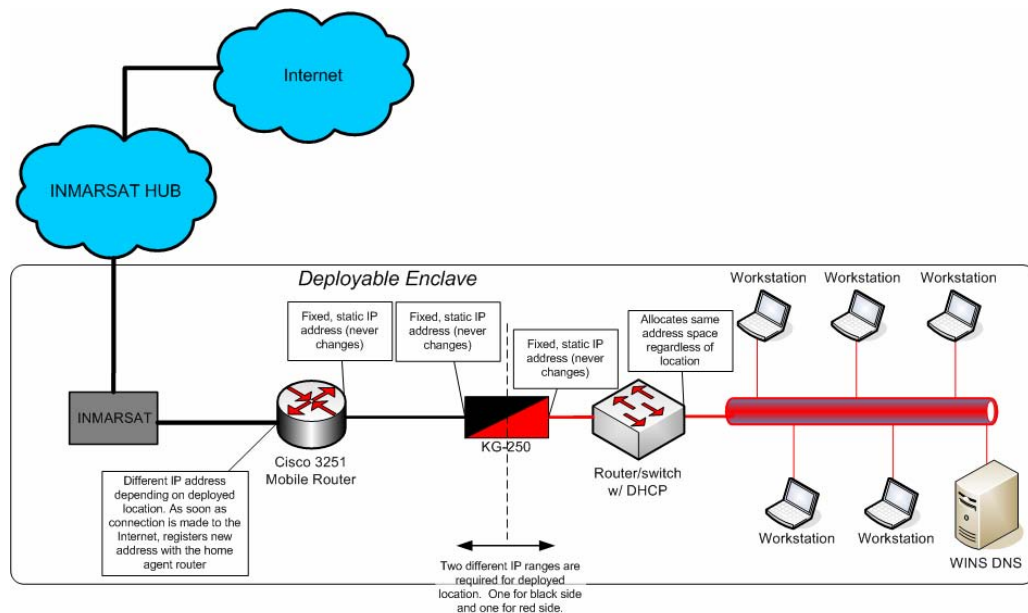 Internet
INMARSAT HUB
Deployable Enclave
Workstation
Workstation
Workstation
Fixed, static IP
address (never
changes)
Fixed, static IP
address (never
changes)
Fixed, static IP
address (never
changes)
Allocates same
address space
regardless of
location
INMARSAT
Cisco 3251
Mobile Router
KG-250
Router/switch
w/ DHCP
Different IP address
depending on deployed
location. As soon as
connection is made to the
Internet, registers new
address with the home
agent router
Workstation
Workstation
WINS DNS
Two different IP ranges are
required for deployed
location. One for black side
and one for red side.